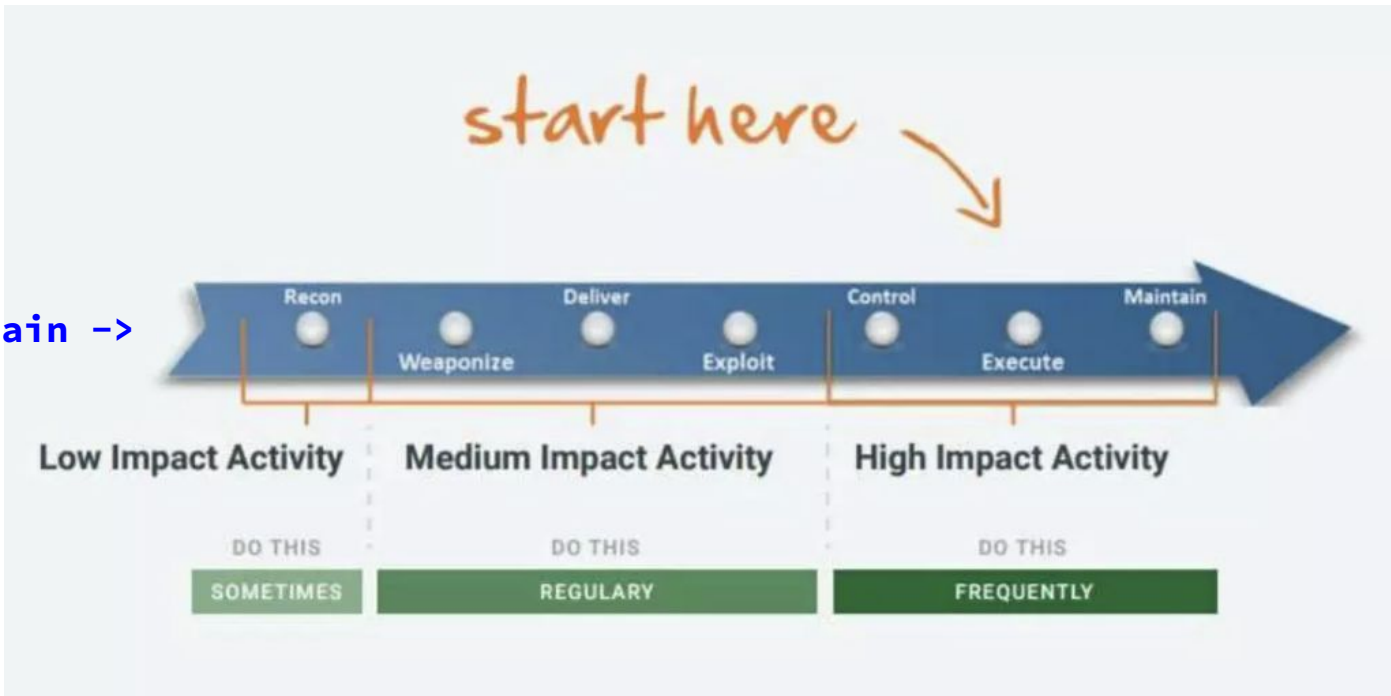 start here
Recon Deliver Control Maintain
ain ->
Weaponize Exploit Execute
Low Impact Activity Medium Impact Activity High Impact Activity
DO THIS DO THIS DO THIS
SOMETIMES REGULARY FREQUENTLY